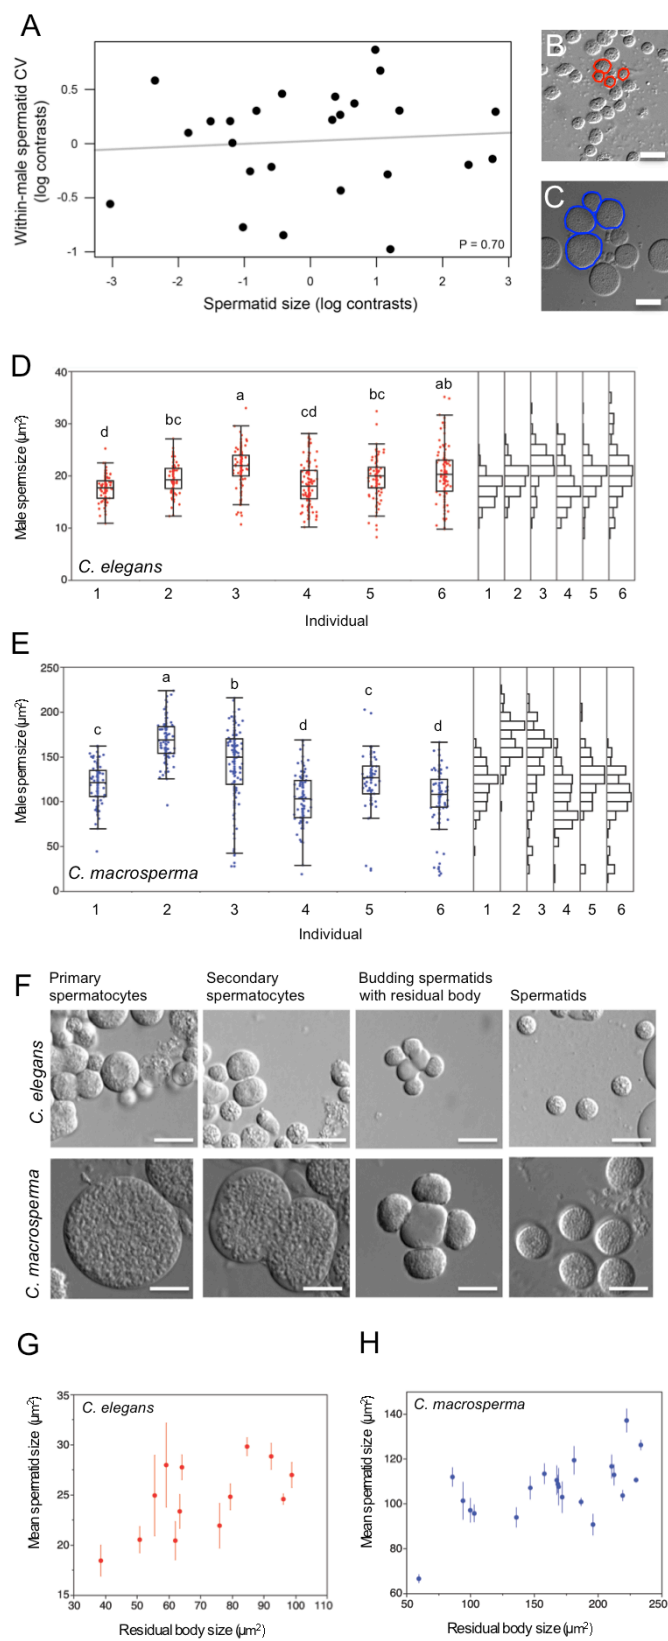 A
Within-male spermatid CV
(log contrasts)
0.5
0
-0.5
-1
P = 0.70
-3
-2
-1
0
1
2
3
Spermatid size (log contrasts)
B
C
D
Male sperm size (µm²)
40
30
20
10
0
d
bc
a
cd
bc
ab
C. elegans
1 2 3 4 5 6 1 2 3 4 5 6
Individual
E
Male sperm size (µm²)
250
200
150
100
50
0
c
a
b
d
c
d
C. macrosperma
1 2 3 4 5 6 1 2 3 4 5 6
Individual
F
Primary
spermatocytes
Secondary
spermatocytes
Budding spermatids
with residual body
Spermatids
C. elegans
C. macrosperma
G
C. elegans
Mean spermatid size (µm²)
35
30
25
20
15
30 40 50 60 70 80 90 100 110
Residual body size (µm²)
H
C. macrosperma
Mean spermatid size (µm²)
140
120
100
80
60
50 100 150 200 250
Residual body size (µm²)